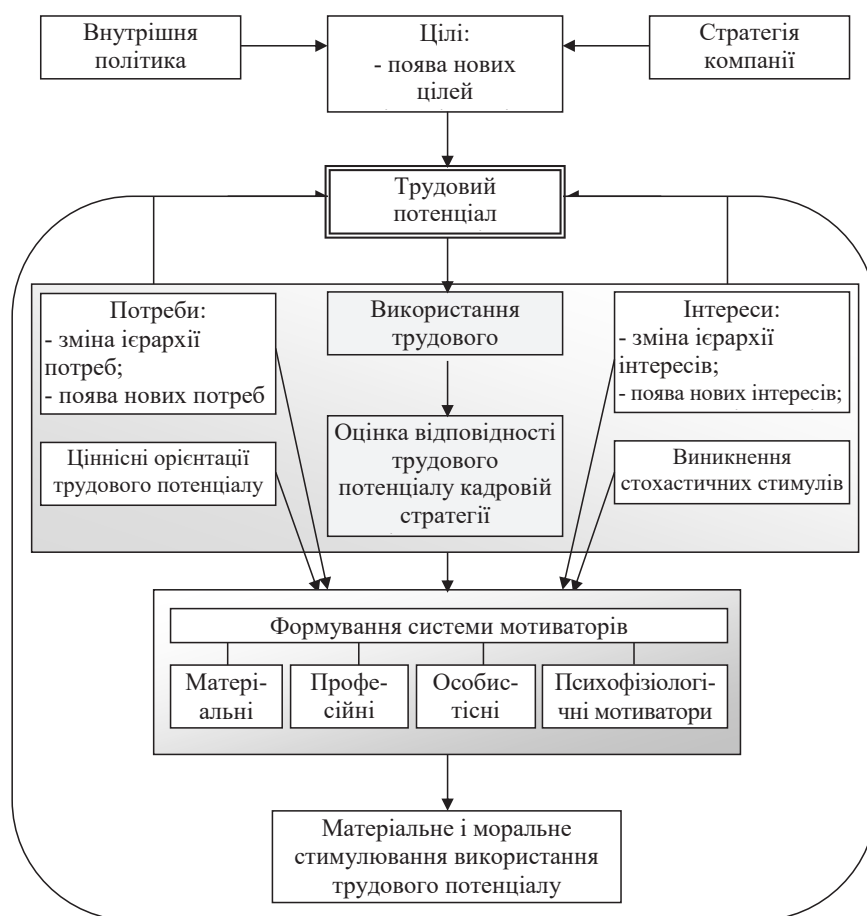 Внутрішня
політика
Цілі:
- поява нових
цілей
Стратегія
компанії
Трудовий
потенціал
Потреби:
- зміна ієрархії
потреб;
- поява нових потреб
Використання
трудового
Інтереси:
- зміна ієрархії
інтересів;
- поява нових інтересів;
Ціннісні орієнтації
трудового потенціалу
Оцінка відповідності
трудового
потенціалу кадровій
стратегії
Виникнення
стохастичних стимулів
Формування системи мотиваторів
Матері-
альні
Профе-
сійні
Особис-
тісні
Психофізіологі-
чні мотиватори
Матеріальне і моральне
стимулювання використання
трудового потенціалу